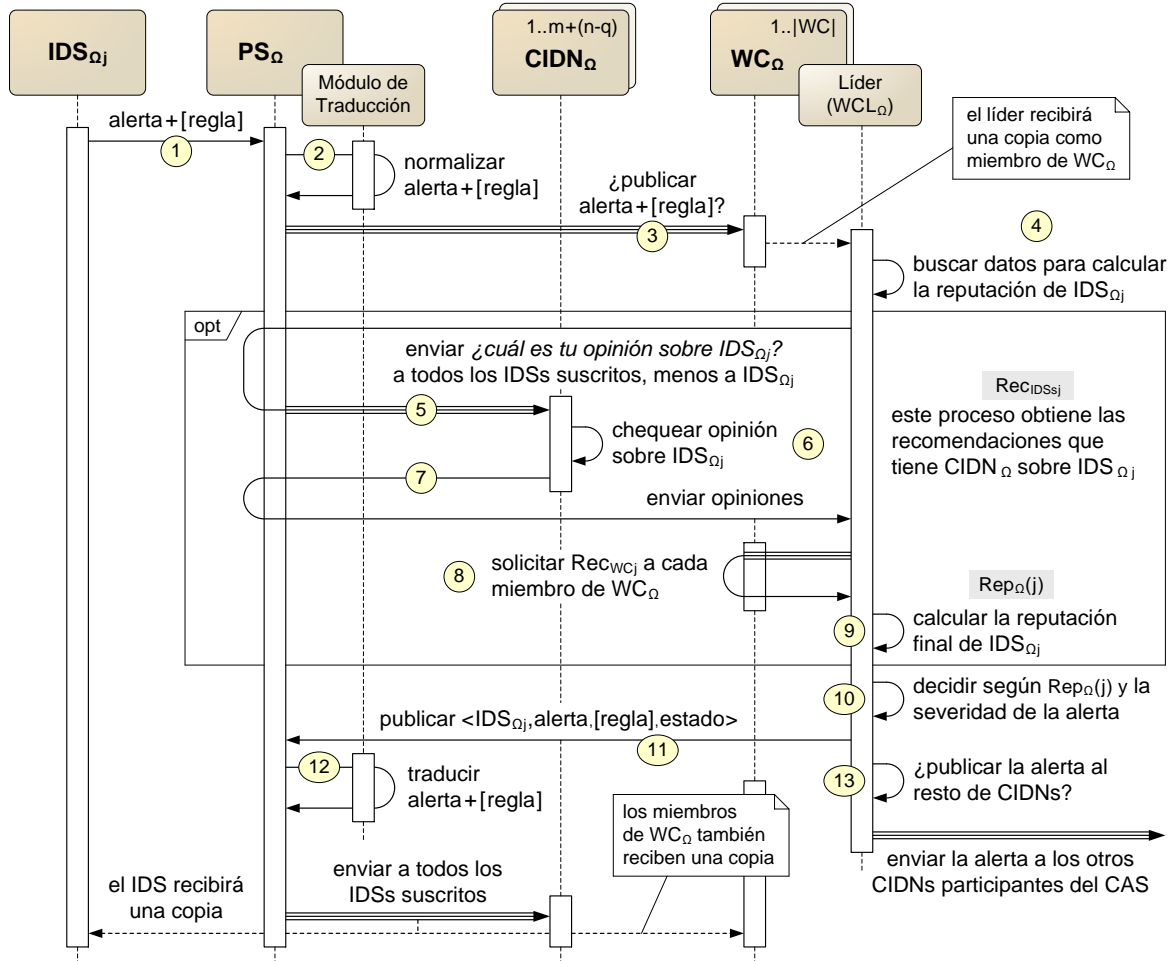 IDSΩj
PSΩ
Módulo de
Traducción
1..m+(n-q)
CIDNΩ
1..|WC|
WCΩ
Líder
(WCLΩ)
alerta+[regla]
1
2
normalizar
alerta+[regla]
¿publicar
alerta+[regla]?
3
el líder recibirá
una copia como
miembro de WCΩ
4
buscar datos para calcular
la reputación de IDSΩj
opt
enviar ¿cuál es tu opinión sobre IDSΩj?
a todos los IDSs suscritos, menos a IDSΩj
5
chequear opinión
sobre IDSΩj
6
RecIDSsj
este proceso obtiene las
recomendaciones que
tiene CIDN Ω sobre IDS Ω j
7
enviar opiniones
8
solicitar RecWCj a cada
miembro de WCΩ
RepΩ(j)
9
calcular la reputación
final de IDSΩj
10
decidir según RepΩ(j) y la
severidad de la alerta
publicar <IDSΩj,alerta,[regla],estado>
11
12
traducir
alerta+[regla]
13
¿publicar la alerta al
resto de CIDNs?
los miembros
de WCΩ también
reciben una copia
enviar la alerta a los otros
CIDNs participantes del CAS
enviar a todos los
IDSs suscritos
el IDS recibirá
una copia